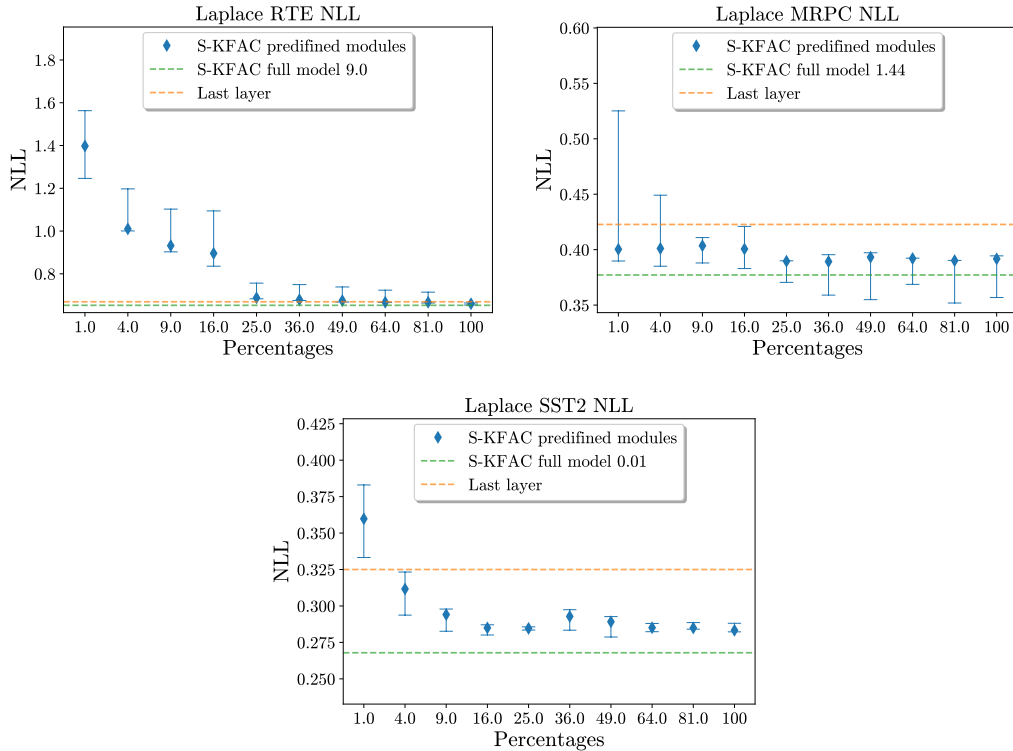 Laplace RTE NLL
S-KFAC predifined modules
S-KFAC full model 9.0
Last layer
NLL
1.8
1.6
1.4
1.2
1.0
0.8
1.0 4.0 9.0 16.0 25.0 36.0 49.0 64.0 81.0 100
Percentages
Laplace MRPC NLL
S-KFAC predifined modules
S-KFAC full model 1.44
Last layer
NLL
0.60
0.55
0.50
0.45
0.40
0.35
1.0 4.0 9.0 16.0 25.0 36.0 49.0 64.0 81.0 100
Percentages
Laplace SST2 NLL
S-KFAC predifined modules
S-KFAC full model 0.01
Last layer
NLL
0.425
0.400
0.375
0.350
0.325
0.300
0.275
0.250
1.0 4.0 9.0 16.0 25.0 36.0 49.0 64.0 81.0 100
Percentages